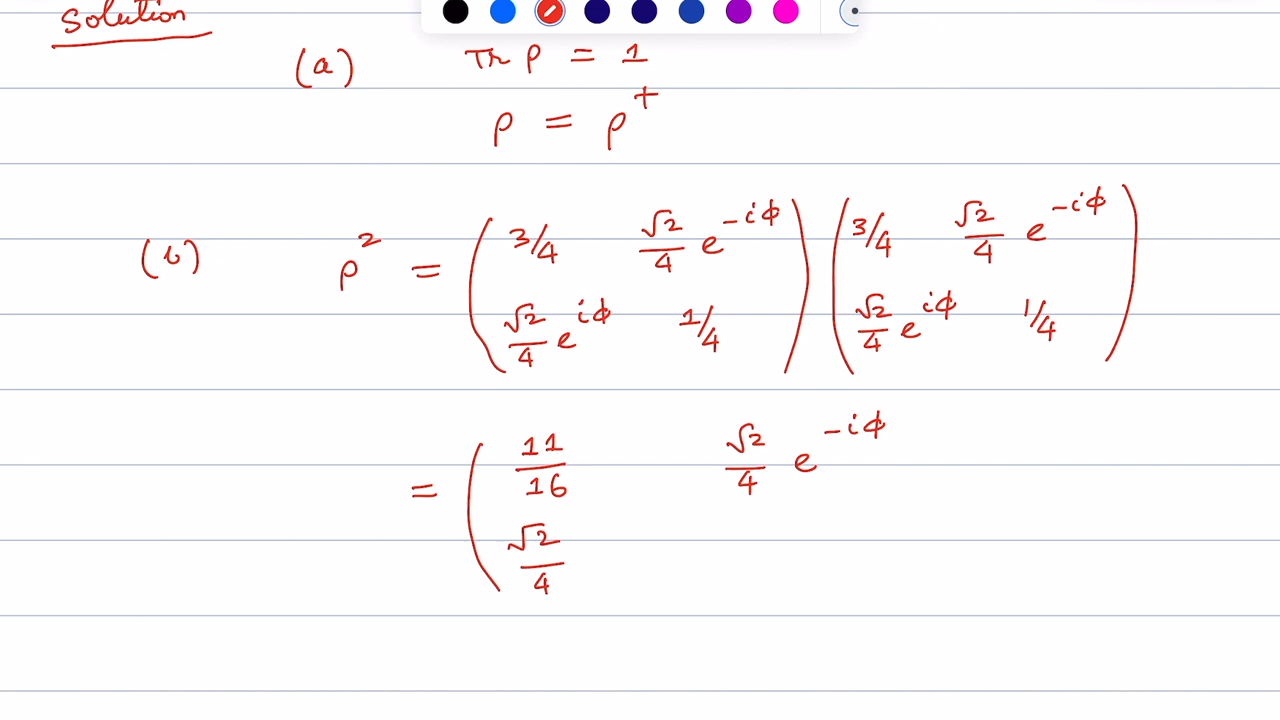 Solution
(a) Tr ρ = 1
ρ = ρ†
(b) ρ² = ( 3/4 √2/4 e^{-iϕ} ; √2/4 e^{iϕ} 1/4 ) ( 3/4 √2/4 e^{-iϕ} ; √2/4 e^{iϕ} 1/4 )
= ( 11/16 √2/4 e^{-iϕ}
√2/4